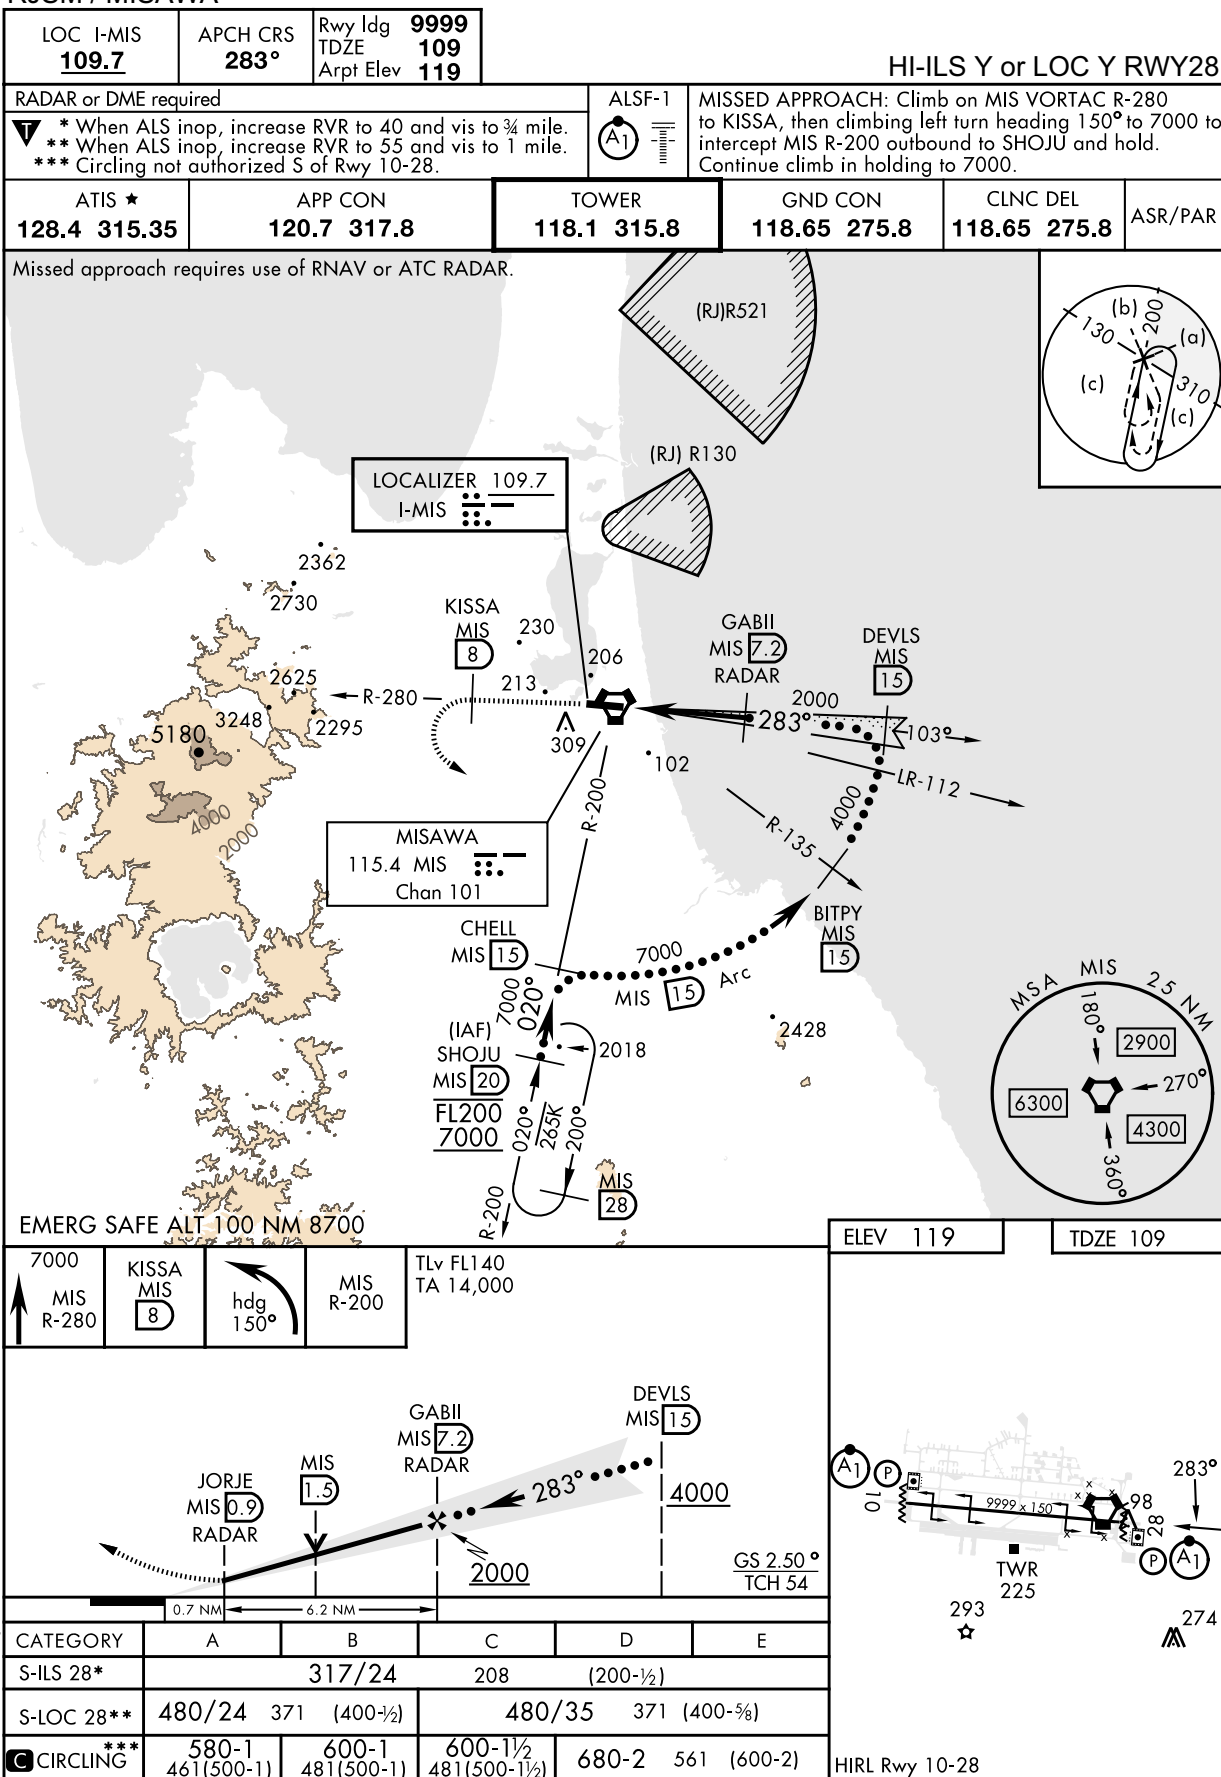 LOC I-MIS
109.7
APCH CRS
283°
Rwy ldg 9999
TDZE 109
Arpt Elev 119
HI-ILS Y or LOC Y RWY28
RADAR or DME required
T
* When ALS inop, increase RVR to 40 and vis to ¾ mile.
** When ALS inop, increase RVR to 55 and vis to 1 mile.
*** Circling not authorized S of Rwy 10-28.
ALSF-1
A1
MISSED APPROACH: Climb on MIS VORTAC R-280
to KISSA, then climbing left turn heading 150° to 7000 to
intercept MIS R-200 outbound to SHOJU and hold.
Continue climb in holding to 7000.
ATIS ★
128.4 315.35
APP CON
120.7 317.8
TOWER
118.1 315.8
GND CON
118.65 275.8
CLNC DEL
118.65 275.8
ASR/PAR
Missed approach requires use of RNAV or ATC RADAR.
(RJ)R521
(b)
200
130
(a)
(c)
310
(c)
(RJ) R130
LOCALIZER 109.7
I-MIS
2362
2730
KISSA
MIS
8
230
206
213
GABII
MIS 7.2
RADAR
DEVLS
MIS
15
2625
R-280
3248
2295
5180
309
2000
283°
103°
102
LR-112
4000
2000
R-200
R-135
4000
MISAWA
115.4 MIS
Chan 101
BITPY
MIS
15
CHELL
MIS 15
7000
MIS 15 Arc
7000
020°
(IAF)
SHOJU
MIS 20
FL200
7000
2018
2428
020°
265K
200°
MIS
28
R-200
MSA MIS 25 NM
180°
2900
270°
6300
4300
360°
EMERG SAFE ALT 100 NM 8700
ELEV 119
TDZE 109
7000
MIS
R-280
KISSA
MIS
8
hdg
150°
MIS
R-200
TLv FL140
TA 14,000
DEVLS
MIS 15
GABII
MIS 7.2
RADAR
MIS
1.5
JORJE
MIS 0.9
RADAR
283°
4000
2000
GS 2.50°
TCH 54
0.7 NM
6.2 NM
A1
P
10
9999 x 150
98
28
283°
P
A1
TWR
225
293
274
HIRL Rwy 10-28
CATEGORY A B C D E
S-ILS 28* 317/24 208 (200-½)
S-LOC 28** 480/24 371 (400-½) 480/35 371 (400-⅝)
C CIRCLING*** 580-1 461(500-1) 600-1 481(500-1) 600-1½ 481(500-1½) 680-2 561 (600-2)